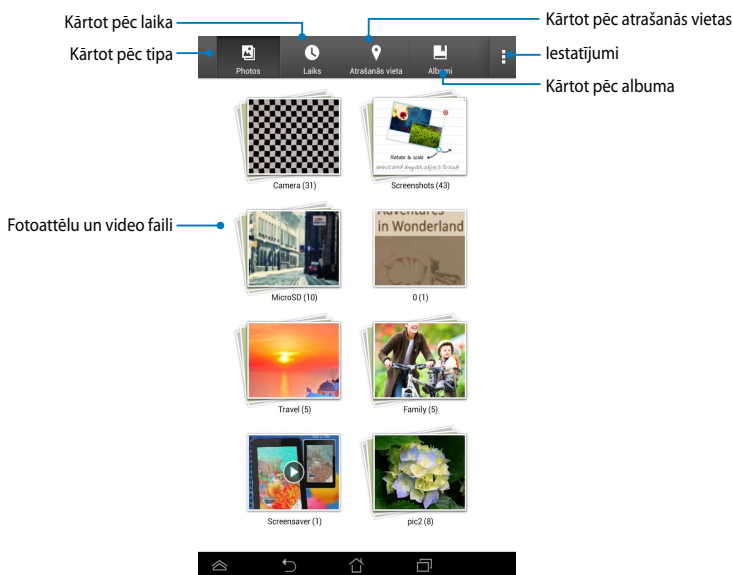 Kārtot pēc laika
Kārtot pēc atrašanās vietas
Kārtot pēc tipa
Iestatījumi
Kārtot pēc albuma
Photos
Laiks
Atrašanās vieta
Albumi
Rotate & scale
Camera (31)
Screenshots (43)
Fotoattēlu un video faili
Adventures
in Wonderland
MicroSD (10)
0 (1)
Travel (5)
Family (5)
Screensaver (1)
pic2 (8)